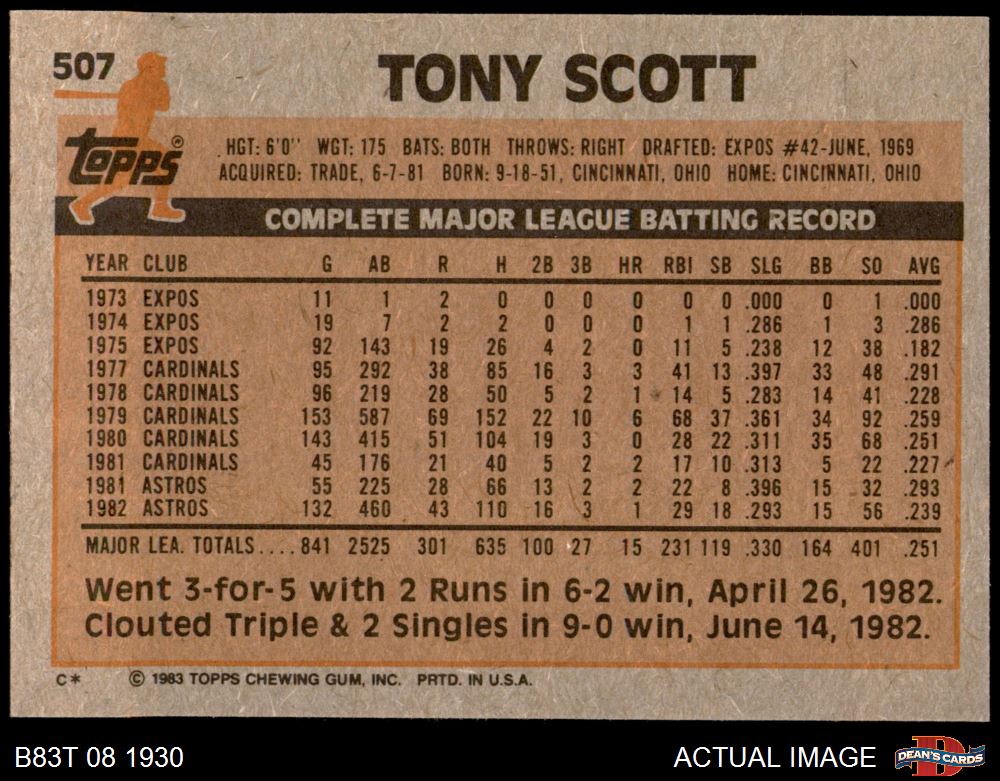 507
TONY SCOTT
topps®
HGT: 6'0" WGT: 175 BATS: BOTH THROWS: RIGHT DRAFTED: EXPOS #42-JUNE, 1969
ACQUIRED: TRADE, 6-7-81 BORN: 9-18-51, CINCINNATI, OHIO HOME: CINCINNATI, OHIO
COMPLETE MAJOR LEAGUE BATTING RECORD
YEAR CLUB G AB R H 2B 3B HR RBI SB SLG BB SO AVG
1973 EXPOS 11 1 2 0 0 0 0 0 0 .000 0 1 .000
1974 EXPOS 19 7 2 2 0 0 0 1 1 .286 1 3 .286
1975 EXPOS 92 143 19 26 4 2 0 11 5 .238 12 38 .182
1977 CARDINALS 95 292 38 85 16 3 3 41 13 .397 33 48 .291
1978 CARDINALS 96 219 28 50 5 2 1 14 5 .283 14 41 .228
1979 CARDINALS 153 587 69 152 22 10 6 68 37 .361 34 92 .259
1980 CARDINALS 143 415 51 104 19 3 0 28 22 .311 35 68 .251
1981 CARDINALS 45 176 21 40 5 2 2 17 10 .313 5 22 .227
1981 ASTROS 55 225 28 66 13 2 2 22 8 .396 15 32 .293
1982 ASTROS 132 460 43 110 16 3 1 29 18 .293 15 56 .239
MAJOR LEA. TOTALS.... 841 2525 301 635 100 27 15 231 119 .330 164 401 .251
Went 3-for-5 with 2 Runs in 6-2 win, April 26, 1982.
Clouted Triple & 2 Singles in 9-0 win, June 14, 1982.
C* © 1983 TOPPS CHEWING GUM, INC. PRTD. IN U.S.A.
B83T 08 1930 ACTUAL IMAGE DEAN'S CARDS